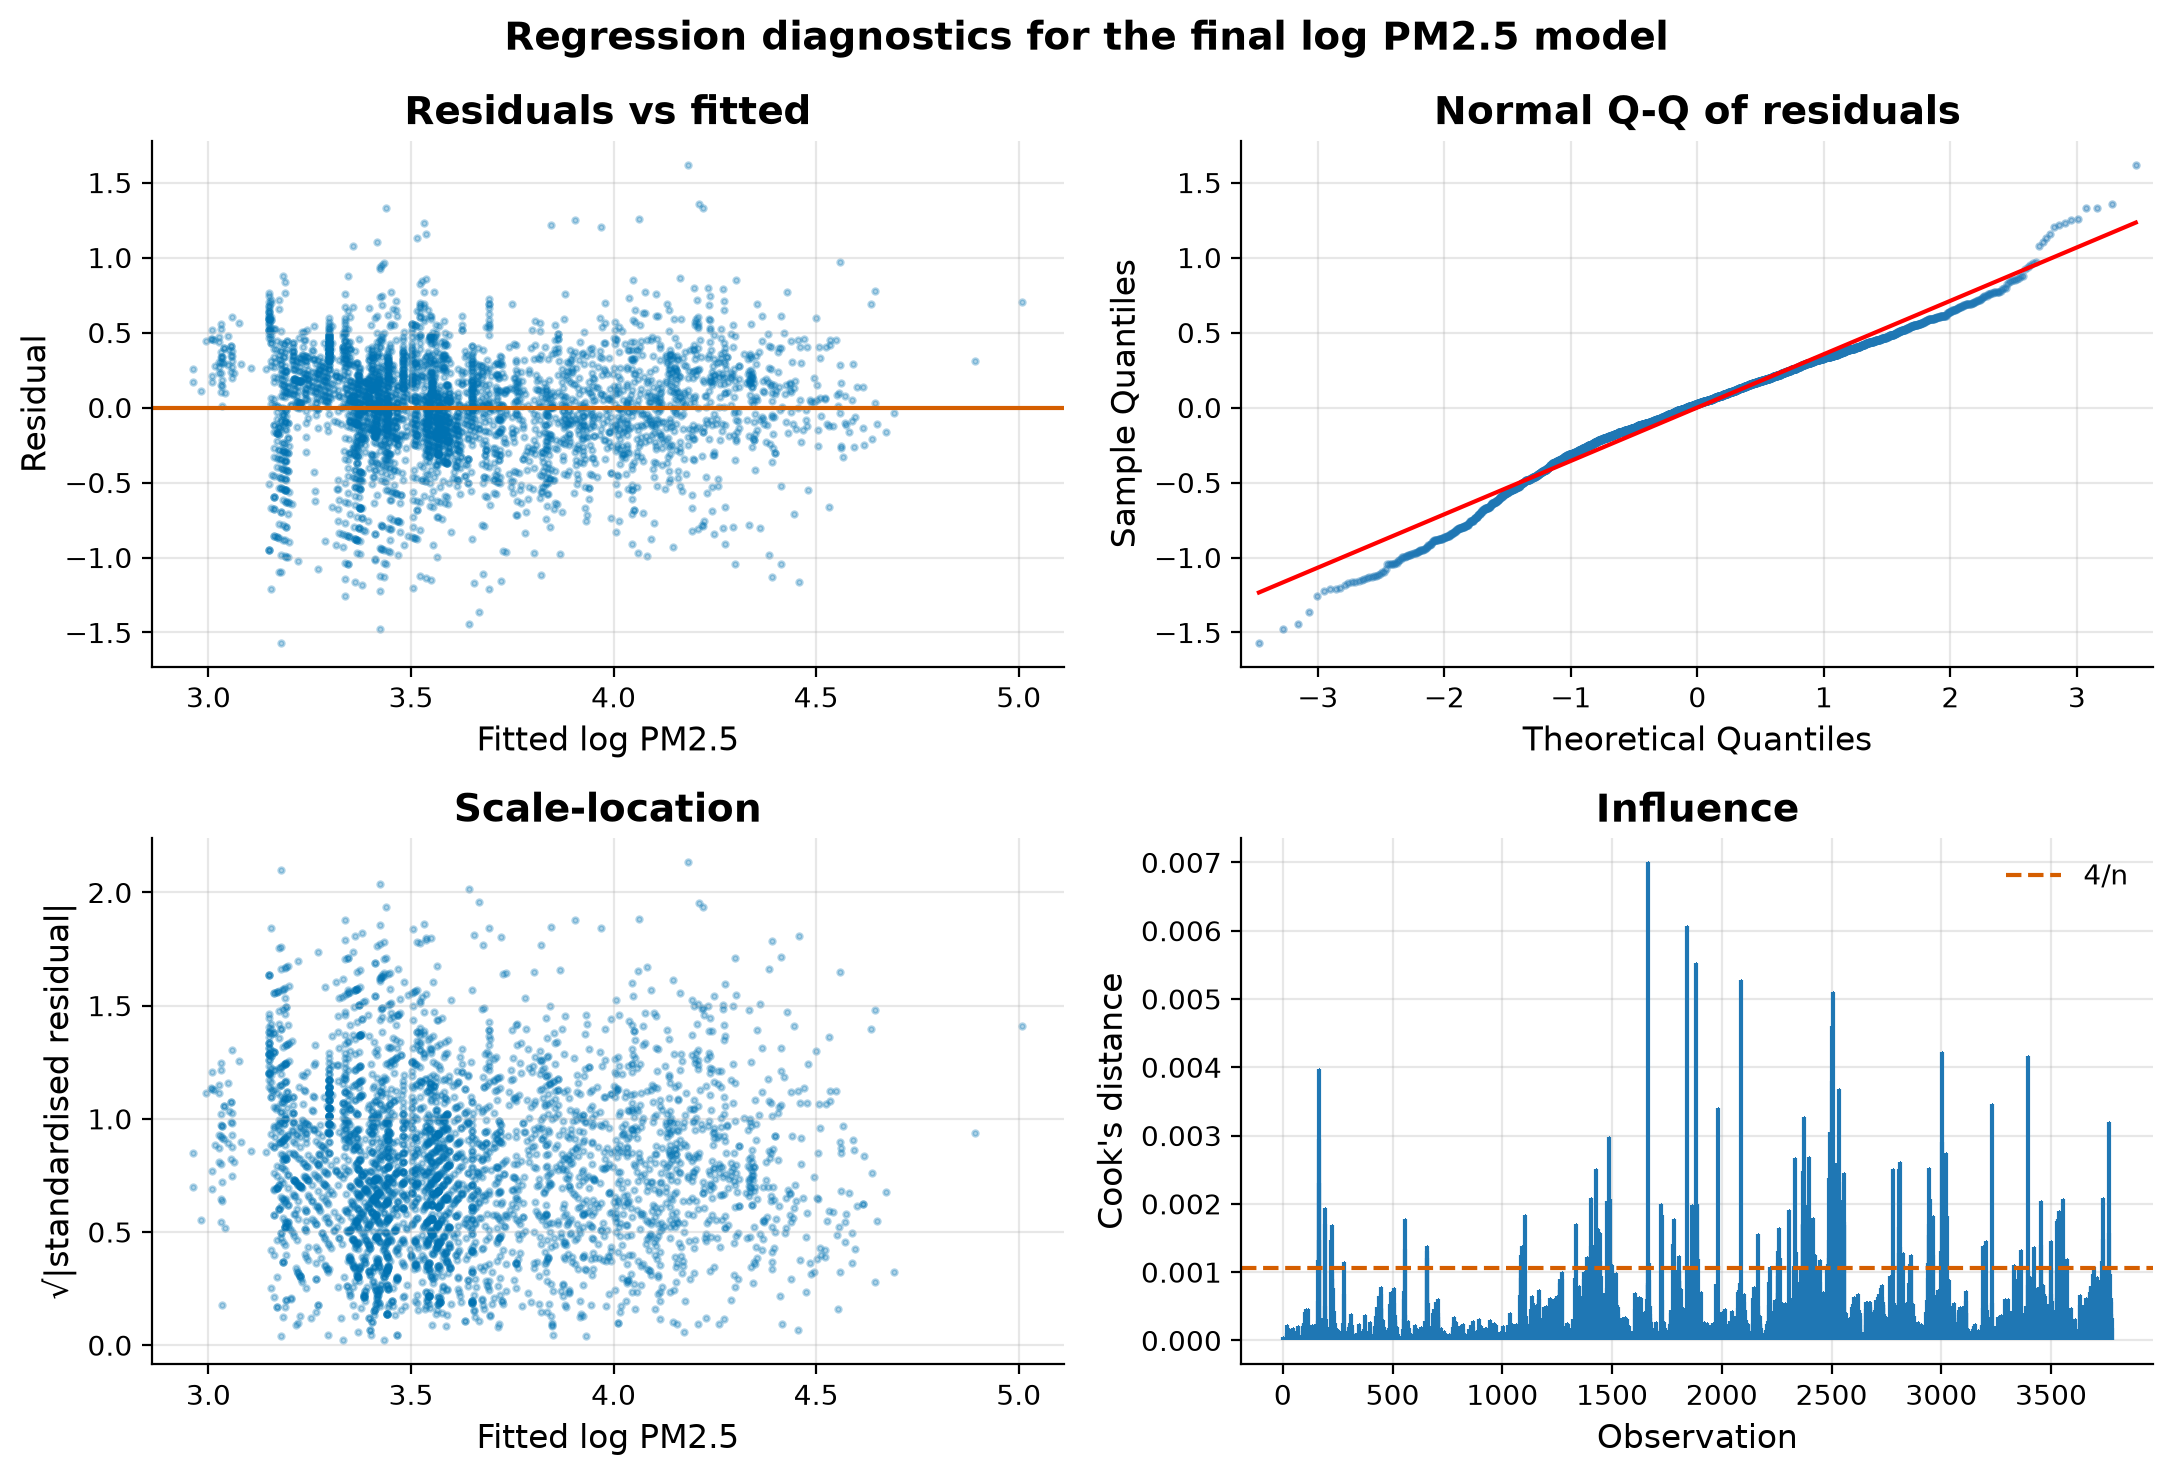 Regression diagnostics for the final log PM2.5 model
Residuals vs fitted
Residual
1.5
1.0
0.5
0.0
−0.5
−1.0
−1.5
3.0 3.5 4.0 4.5 5.0
Fitted log PM2.5
Normal Q-Q of residuals
Sample Quantiles
1.5
1.0
0.5
0.0
−0.5
−1.0
−1.5
−3 −2 −1 0 1 2 3
Theoretical Quantiles
Scale-location
√|standardised residual|
2.0
1.5
1.0
0.5
0.0
3.0 3.5 4.0 4.5 5.0
Fitted log PM2.5
Influence
Cook's distance
0.007
0.006
0.005
0.004
0.003
0.002
0.001
0.000
4/n
0 500 1000 1500 2000 2500 3000 3500
Observation